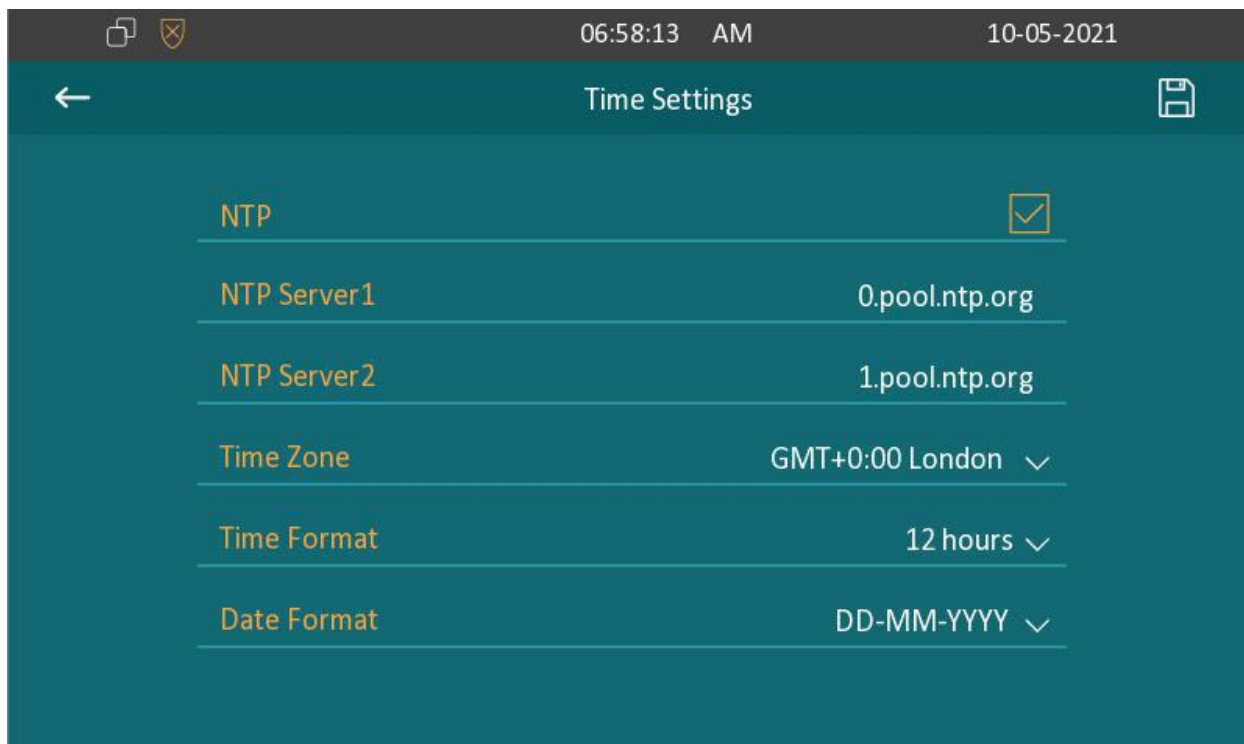 06:58:13 AM 10-05-2021
Time Settings
NTP
NTP Server1 0.pool.ntp.org
NTP Server2 1.pool.ntp.org
Time Zone GMT+0:00 London
Time Format 12 hours
Date Format DD-MM-YYYY